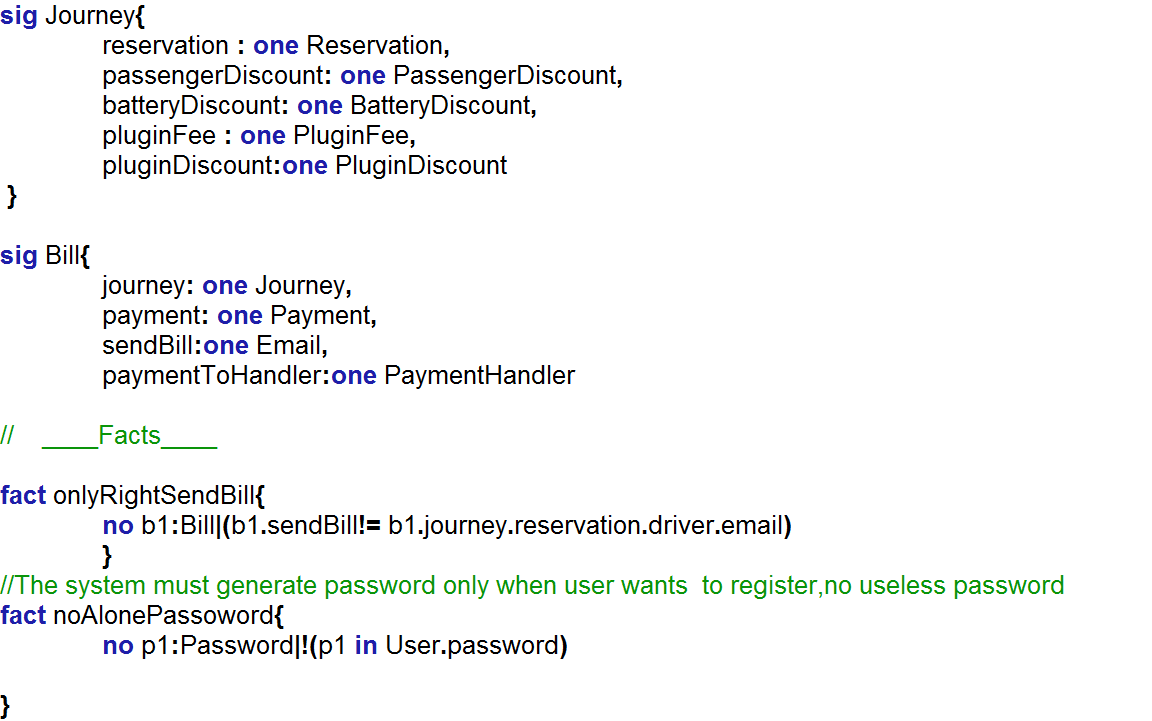 sig Journey{
reservation : one Reservation,
passengerDiscount: one PassengerDiscount,
batteryDiscount: one BatteryDiscount,
pluginFee : one PluginFee,
pluginDiscount:one PluginDiscount
}
sig Bill{
journey: one Journey,
payment: one Payment,
sendBill:one Email,
paymentToHandler:one PaymentHandler
// ____Facts____
fact onlyRightSendBill{
no b1:Bill|(b1.sendBill!= b1.journey.reservation.driver.email)
}
//The system must generate password only when user wants  to register,no useless password
fact noAlonePassoword{
no p1:Password|!(p1 in User.password)
}